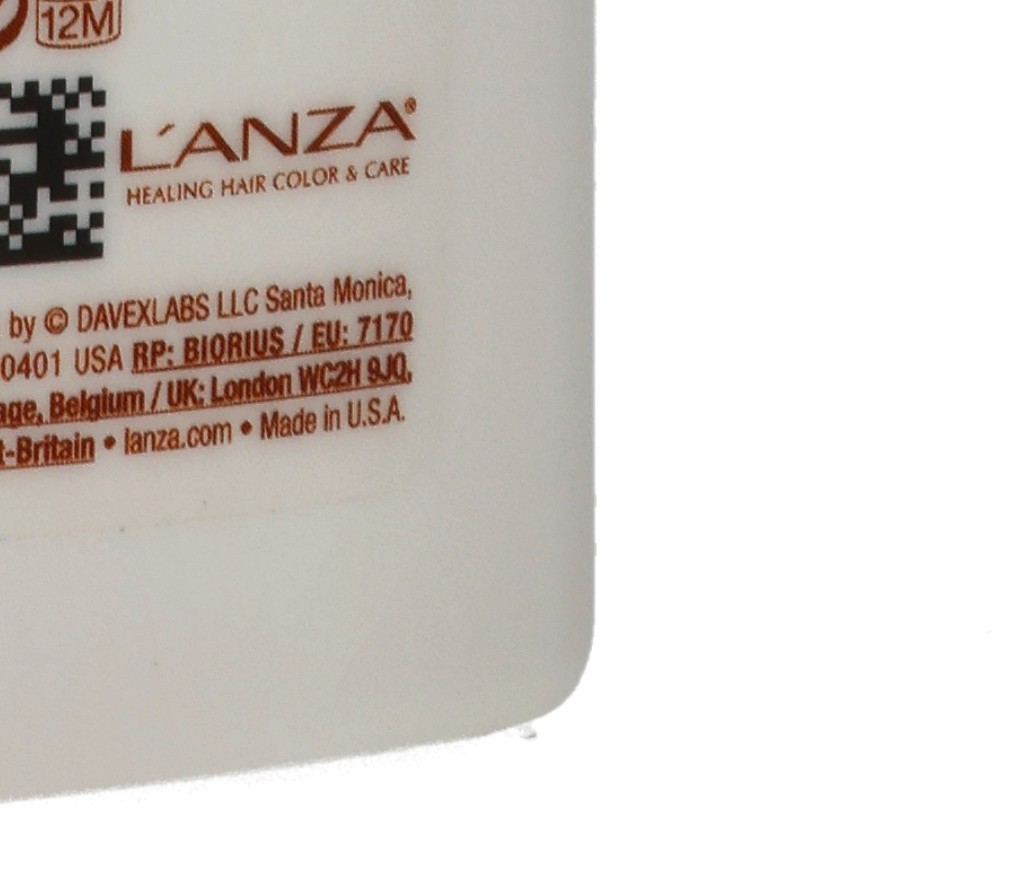 12M
L'ANZA®
HEALING HAIR COLOR & CARE
by © DAVEXLABS LLC Santa Monica,
0401 USA RP: BIORIUS / EU: 7170
age, Belgium / UK: London WC2H 9JQ,
t-Britain • lanza.com • Made in U.S.A.